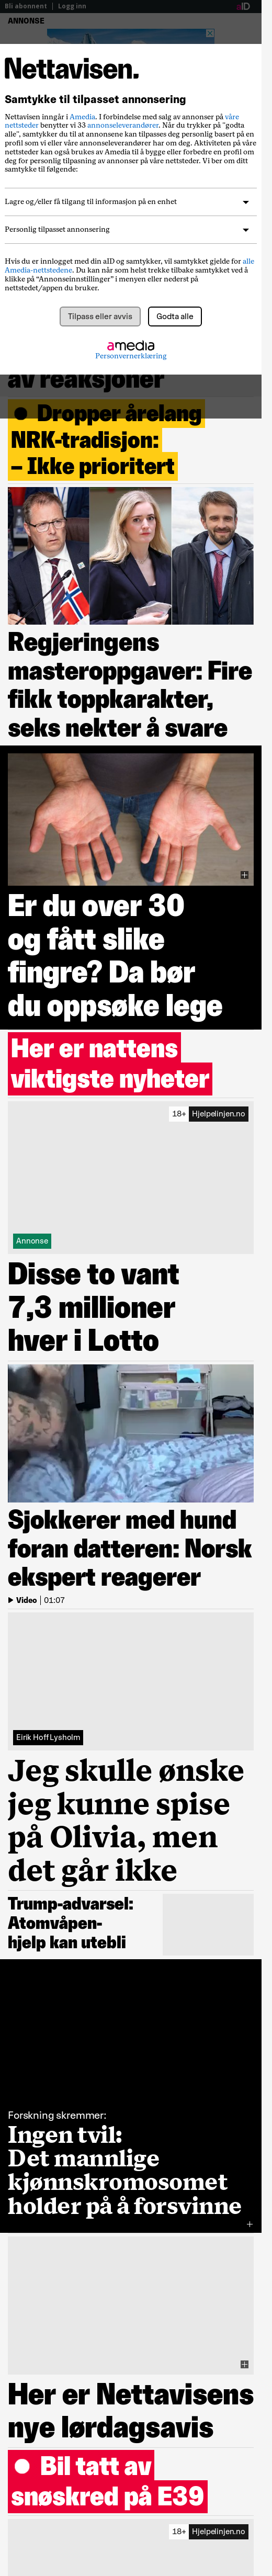 Bli abonnent | Logg inn
aID
ANNONSE
Nettavisen.
Samtykke til tilpasset annonsering
Nettavisen inngår i Amedia. I forbindelse med salg av annonser på våre
nettsteder benytter vi 33 annonseleverandører. Når du trykker på "godta
alle", samtykker du til at annonsene kan tilpasses deg personlig basert på en
profil som vi eller våre annonseleverandører har om deg. Aktiviteten på våre
nettsteder kan også brukes av Amedia til å bygge eller forbedre en profil om
deg for personlig tilpasning av annonser på våre nettsteder. Vi ber om ditt
samtykke til følgende:
Lagre og/eller få tilgang til informasjon på en enhet
Personlig tilpasset annonsering
Hvis du er innlogget med din aID og samtykker, vil samtykket gjelde for alle
Amedia-nettstedene. Du kan når som helst trekke tilbake samtykket ved å
klikke på “Annonseinnstillinger” i menyen eller nederst på
nettstedet/appen du bruker.
Tilpass eller avvis
Godta alle
amedia
Personvernerklæring
av reaksjoner
Dropper årelang
NRK-tradisjon:
– Ikke prioritert
Regjeringens
masteroppgaver: Fire
fikk toppkarakter,
seks nekter å svare
Er du over 30
og fått slike
fingre? Da bør
du oppsøke lege
Her er nattens
viktigste nyheter
18+ Hjelpelinjen.no
Annonse
Disse to vant
7,3 millioner
hver i Lotto
Sjokkerer med hund
foran datteren: Norsk
ekspert reagerer
Video | 01:07
Eirik Hoff Lysholm
Jeg skulle ønske
jeg kunne spise
på Olivia, men
det går ikke
Trump-advarsel:
Atomvåpen-
hjelp kan utebli
Forskning skremmer:
Ingen tvil:
Det mannlige
kjønnskromosomet
holder på å forsvinne
Her er Nettavisens
nye lørdagsavis
Bil tatt av
snøskred på E39
18+ Hjelpelinjen.no